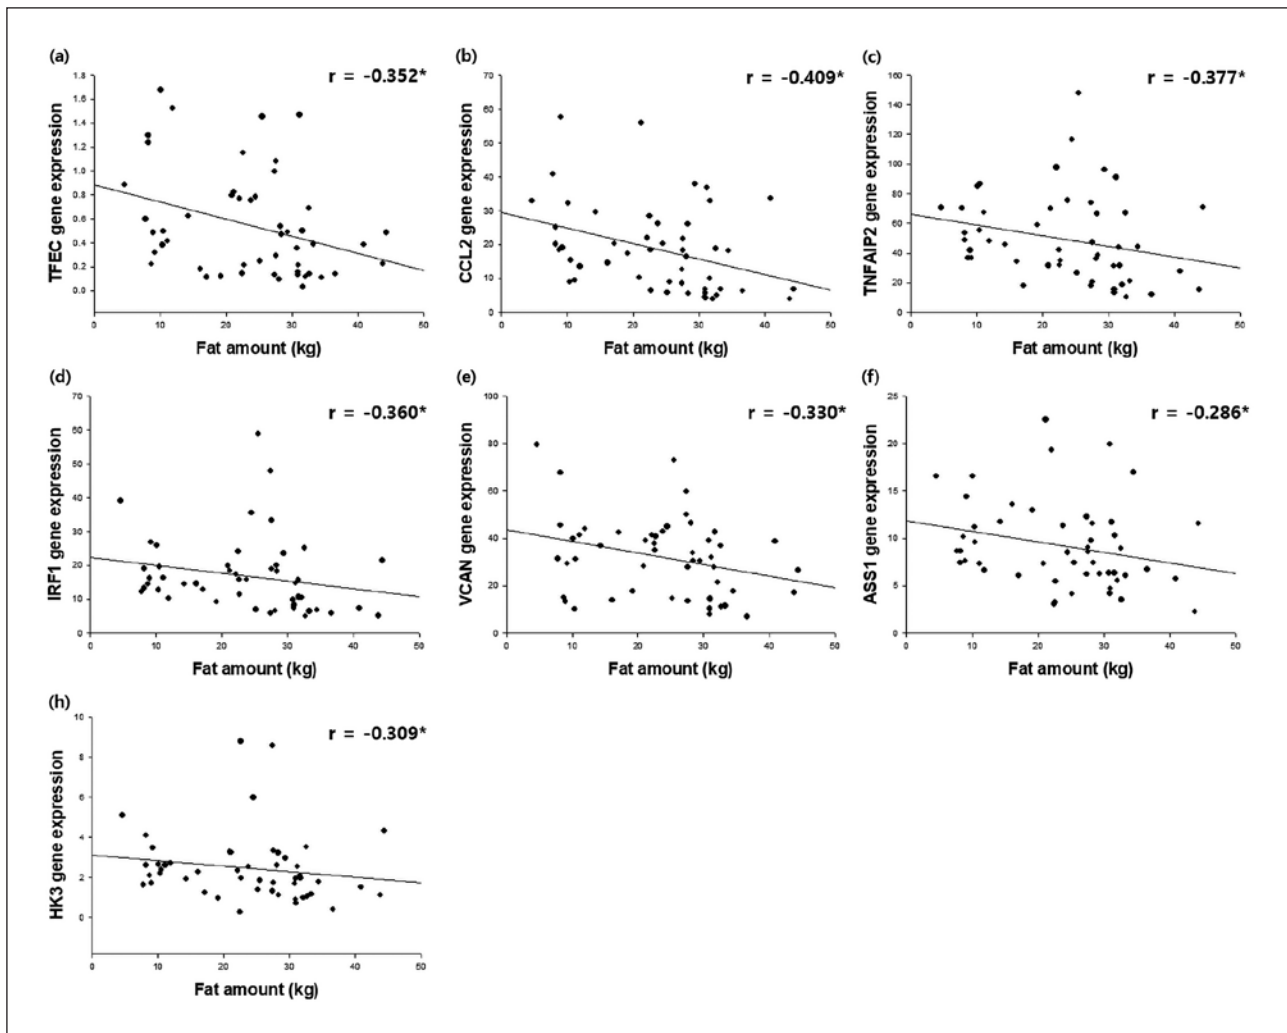 (a)
r = -0.352*
TFEC gene expression
1.8
1.6
1.4
1.2
1.0
0.8
0.6
0.4
0.2
0.0
0 10 20 30 40 50
Fat amount (kg)
(b)
r = -0.409*
CCL2 gene expression
70
60
50
40
30
20
10
0
0 10 20 30 40 50
Fat amount (kg)
(c)
r = -0.377*
TNFAIP2 gene expression
160
140
120
100
80
60
40
20
0
0 10 20 30 40 50
Fat amount (kg)
(d)
r = -0.360*
IRF1 gene expression
70
60
50
40
30
20
10
0
0 10 20 30 40 50
Fat amount (kg)
(e)
r = -0.330*
VCAN gene expression
100
80
60
40
20
0
0 10 20 30 40 50
Fat amount (kg)
(f)
r = -0.286*
ASS1 gene expression
25
20
15
10
5
0
0 10 20 30 40 50
Fat amount (kg)
(h)
r = -0.309*
HK3 gene expression
10
8
6
4
2
0
0 10 20 30 40 50
Fat amount (kg)